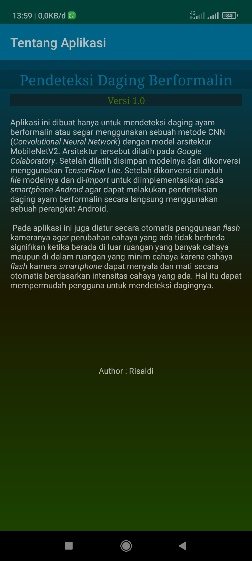 13:59 | 0,0KB/d
Tentang Aplikasi
Pendeteksi Daging Berformalin
Versi 1.0
Aplikasi ini dibuat hanya untuk mendeteksi daging ayam
berformalin atau segar menggunakan sebuah metode CNN
(Convolutional Neural Network) dengan model arsitektur
MobileNetV2. Arsitektur tersebut dilatih pada Google
Colaboratory. Setelah dilatih disimpan modelnya dan dikonversi
menggunakan TensorFlow Lite. Setelah dikonversi diunduh
file modelnya dan di-import untuk diimplementasikan pada
smartphone Android agar dapat melakukan pendeteksian
daging ayam berformalin secara langsung menggunakan
sebuah perangkat Android.
Pada aplikasi ini juga diatur secara otomatis penggunaan flash
kameranya agar perubahan cahaya yang ada tidak berbeda
signifikan ketika berada di luar ruangan yang banyak cahaya
maupun di dalam ruangan yang minim cahaya karena cahaya
flash kamera smartphone dapat menyala dan mati secara
otomatis berdasarkan intensitas cahaya yang ada. Hal itu dapat
mempermudah pengguna untuk mendeteksi dagingnya.
Author : Risaldi